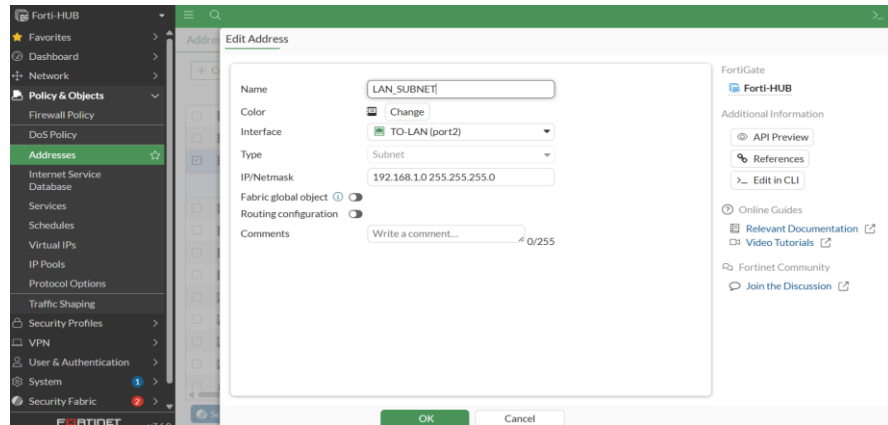 Forti-HUB
Favorites
Dashboard
Network
Policy & Objects
Firewall Policy
DoS Policy
Addresses
Internet Service
Database
Services
Schedules
Virtual IPs
IP Pools
Protocol Options
Traffic Shaping
Security Profiles
VPN
User & Authentication
System 1
Security Fabric 2
FORTINET
Edit Address
Name LAN_SUBNET
Color Change
Interface TO-LAN (port2)
Type Subnet
IP/Netmask 192.168.1.0 255.255.255.0
Fabric global object
Routing configuration
Comments Write a comment... 0/255
OK Cancel
FortiGate
Forti-HUB
Additional Information
API Preview
References
>_ Edit in CLI
Online Guides
Relevant Documentation
Video Tutorials
Fortinet Community
Join the Discussion